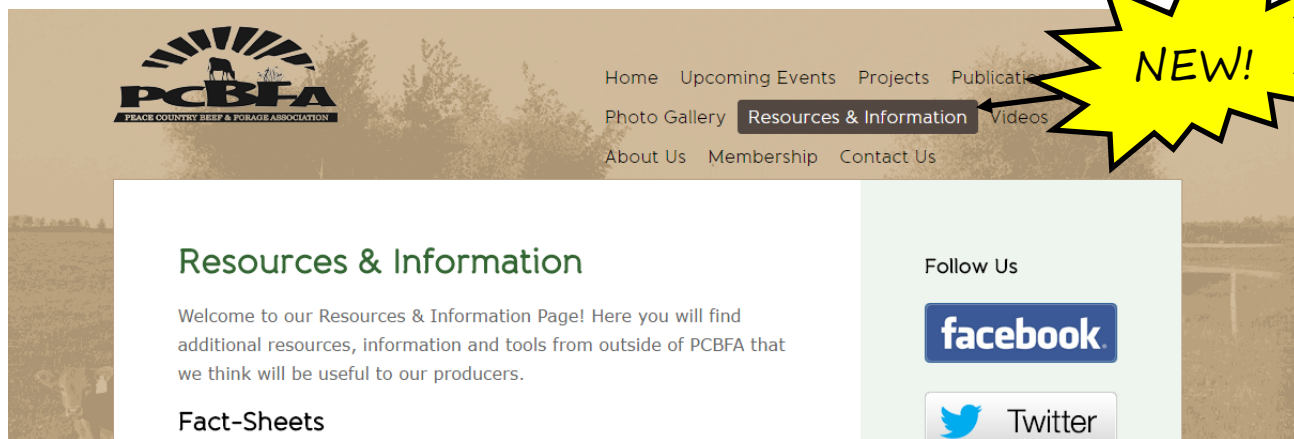 NEW!
PCBFA
PEACE COUNTRY BEEF & FORAGE ASSOCIATION
Home Upcoming Events Projects
Photo Gallery Resources & Information Videos
About Us Membership Contact Us
Resources & Information
Follow Us
Welcome to our Resources & Information Page! Here you will find
additional resources, information and tools from outside of PCBFA that
we think will be useful to our producers.
facebook.
Fact-Sheets
Twitter